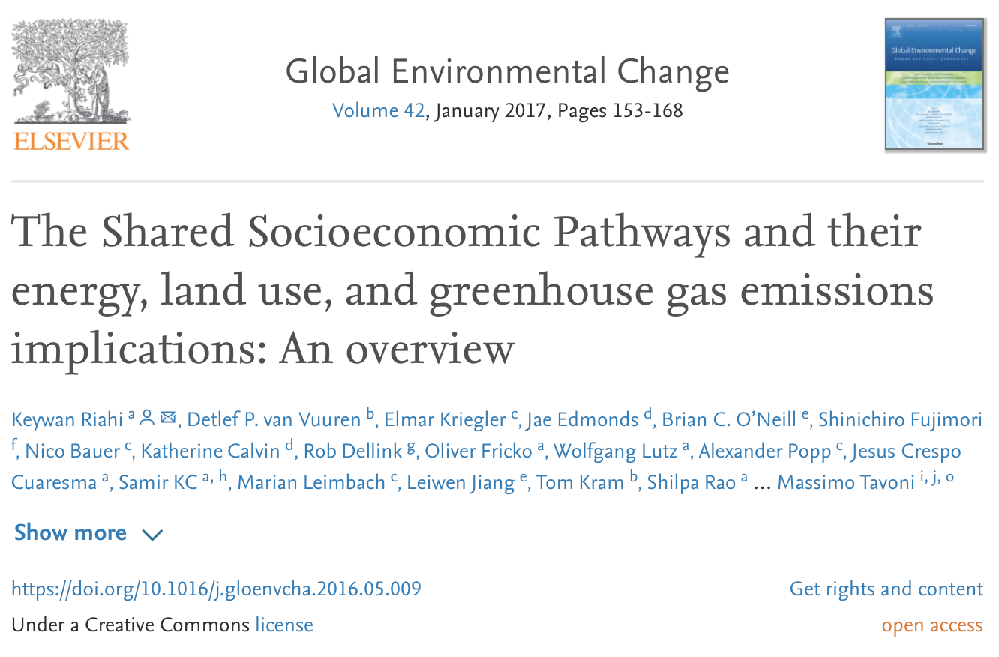 NON SOLUS
ELSEVIER
Global Environmental Change
Volume 42, January 2017, Pages 153-168
Global Environmental Change
The Shared Socioeconomic Pathways and their
energy, land use, and greenhouse gas emissions
implications: An overview
Keywan Riahi ᵃ, Detlef P. van Vuuren ᵇ, Elmar Kriegler ᶜ, Jae Edmonds ᵈ, Brian C. O’Neill ᵉ, Shinichiro Fujimori
ᶠ, Nico Bauer ᶜ, Katherine Calvin ᵈ, Rob Dellink ᵍ, Oliver Fricko ᵃ, Wolfgang Lutz ᵃ, Alexander Popp ᶜ, Jesus Crespo
Cuaresma ᵃ, Samir KC ᵃ, ʰ, Marian Leimbach ᶜ, Leiwen Jiang ᵉ, Tom Kram ᵇ, Shilpa Rao ᵃ … Massimo Tavoni ⁱ, ʲ, ᵒ
Show more
https://doi.org/10.1016/j.gloenvcha.2016.05.009
Get rights and content
Under a Creative Commons license
open access